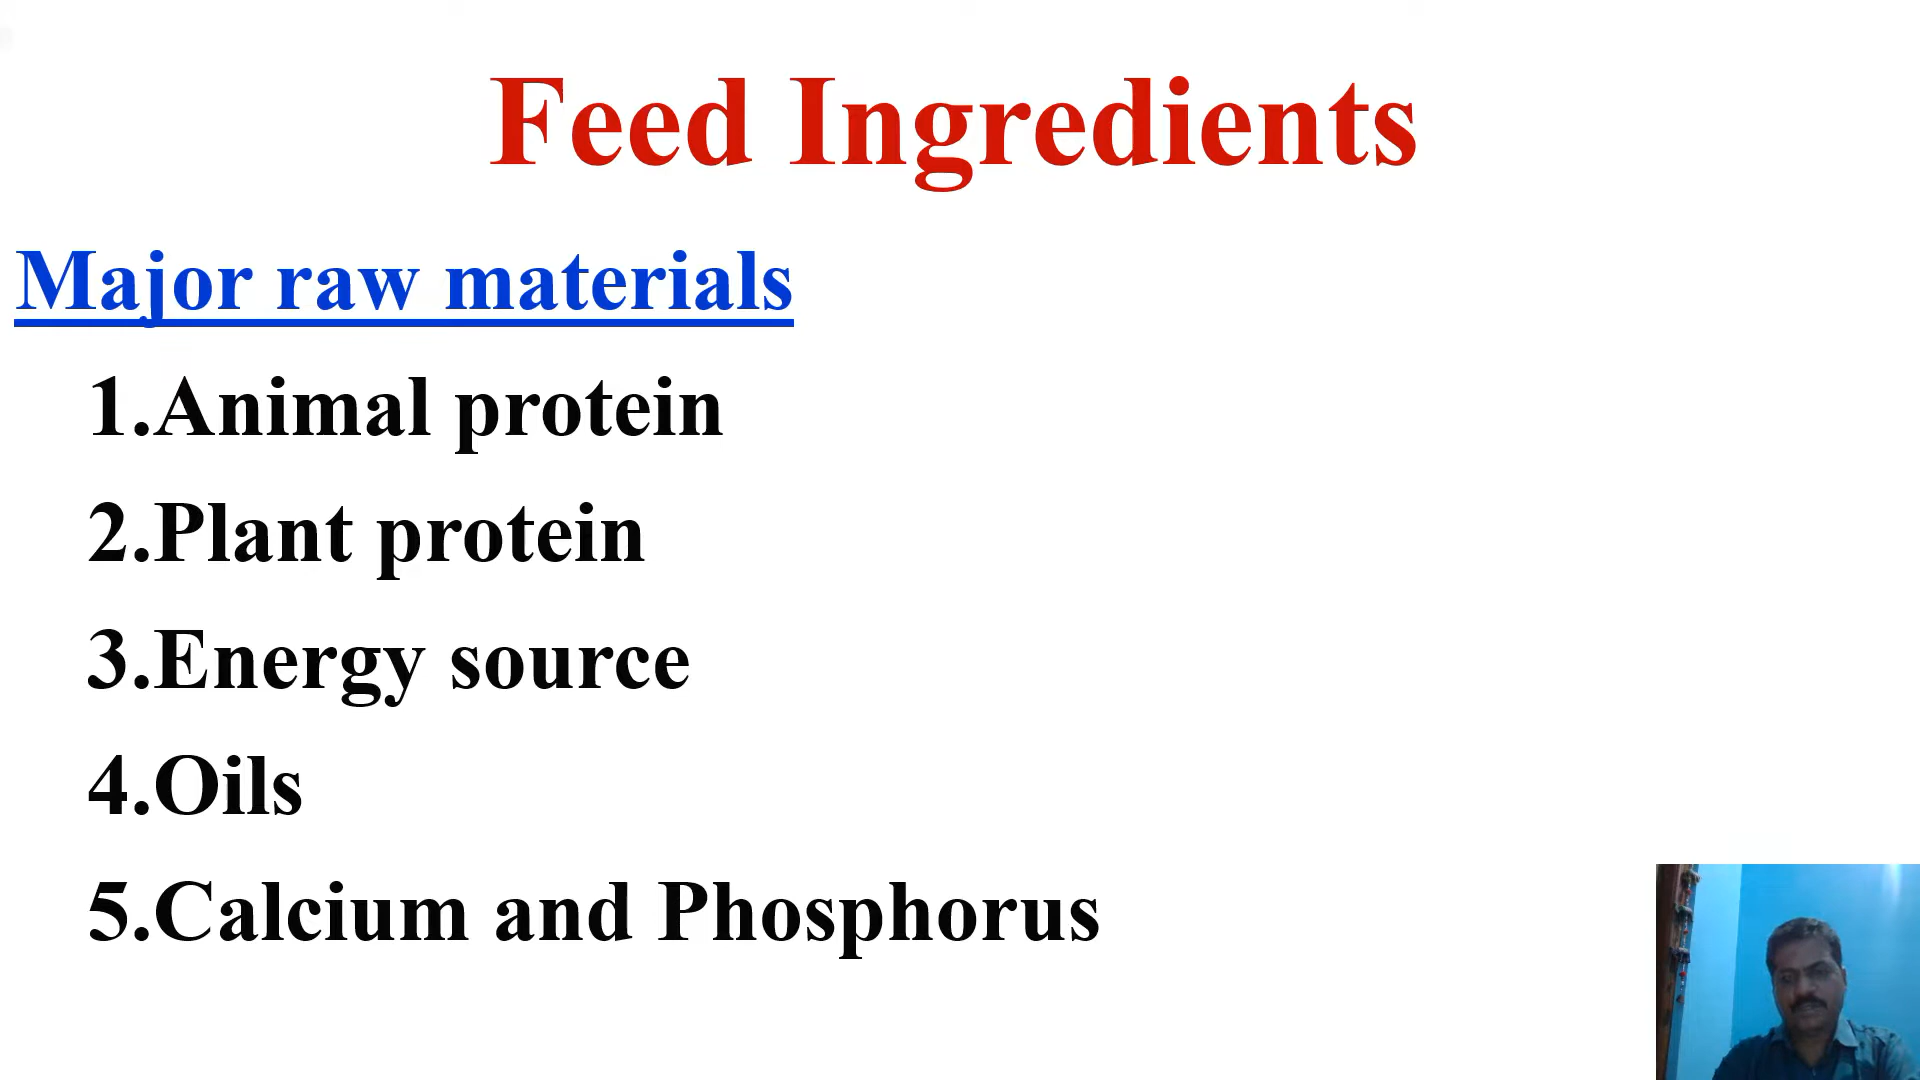 Feed Ingredients
Major raw materials
1.Animal protein
2.Plant protein
3.Energy source
4.Oils
5.Calcium and Phosphorus